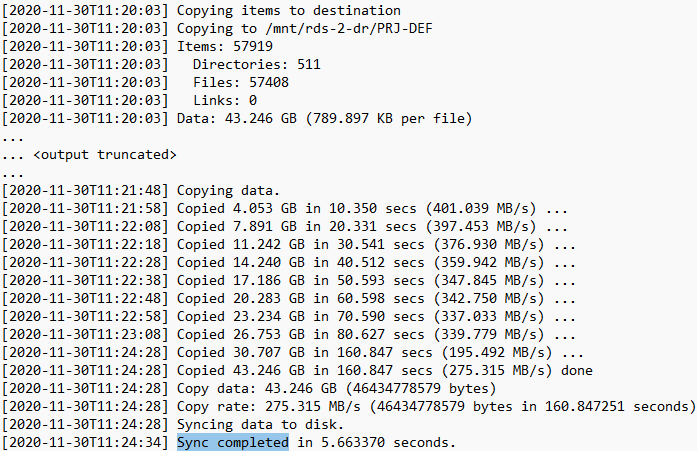 [2020-11-30T11:20:03] Copying items to destination
[2020-11-30T11:20:03] Copying to /mnt/rds-2-dr/PRJ-DEF
[2020-11-30T11:20:03] Items: 57919
[2020-11-30T11:20:03]   Directories: 511
[2020-11-30T11:20:03]   Files: 57408
[2020-11-30T11:20:03]   Links: 0
[2020-11-30T11:20:03] Data: 43.246 GB (789.897 KB per file)
...
... <output truncated>
...
[2020-11-30T11:21:48] Copying data.
[2020-11-30T11:21:58] Copied 4.053 GB in 10.350 secs (401.039 MB/s) ...
[2020-11-30T11:22:08] Copied 7.891 GB in 20.331 secs (397.453 MB/s) ...
[2020-11-30T11:22:18] Copied 11.242 GB in 30.541 secs (376.930 MB/s) ...
[2020-11-30T11:22:28] Copied 14.240 GB in 40.512 secs (359.942 MB/s) ...
[2020-11-30T11:22:38] Copied 17.186 GB in 50.593 secs (347.845 MB/s) ...
[2020-11-30T11:22:48] Copied 20.283 GB in 60.598 secs (342.750 MB/s) ...
[2020-11-30T11:22:58] Copied 23.234 GB in 70.590 secs (337.033 MB/s) ...
[2020-11-30T11:23:08] Copied 26.753 GB in 80.627 secs (339.779 MB/s) ...
[2020-11-30T11:24:28] Copied 30.707 GB in 160.847 secs (195.492 MB/s) ...
[2020-11-30T11:24:28] Copied 43.246 GB in 160.847 secs (275.315 MB/s) done
[2020-11-30T11:24:28] Copy data: 43.246 GB (46434778579 bytes)
[2020-11-30T11:24:28] Copy rate: 275.315 MB/s (46434778579 bytes in 160.847251 seconds)
[2020-11-30T11:24:28] Syncing data to disk.
[2020-11-30T11:24:34] Sync completed in 5.663370 seconds.